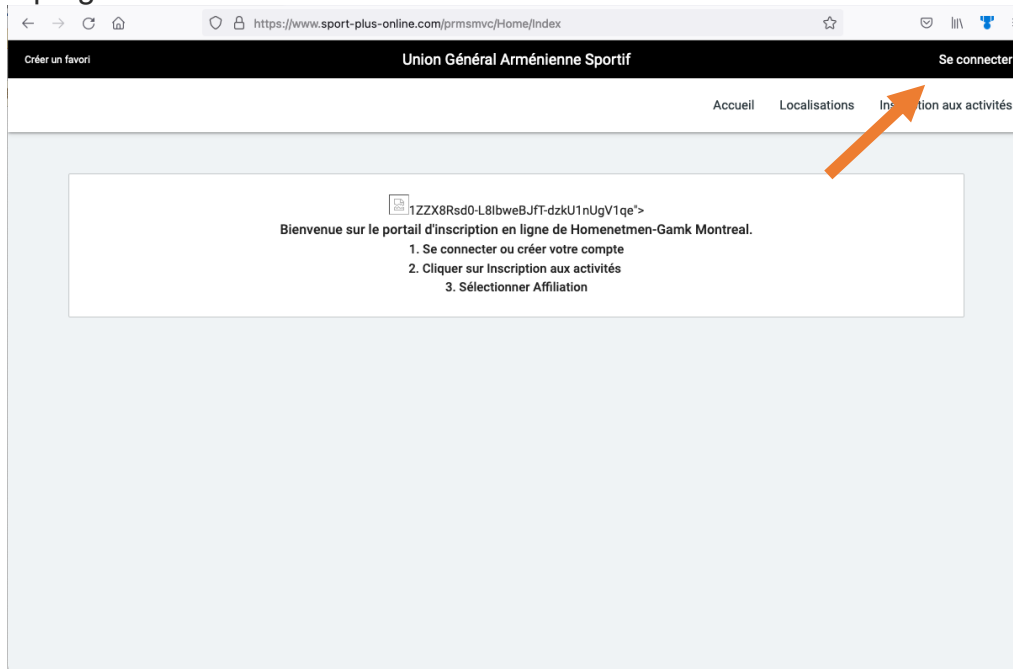 https://www.sport-plus-online.com/prmsmvc/Home/Index
Créer un favori
Union Général Arménienne Sportif
Se connecter
Accueil
Localisations
aux activités
1ZZX8Rsd0-L8IbweBJfT-dzkU1nUgV1qe">
Bienvenue sur le portail d'inscription en ligne de Homenetmen-Gamk Montreal.
1. Se connecter ou créer votre compte
2. Cliquer sur Inscription aux activités
3. Sélectionner Affiliation